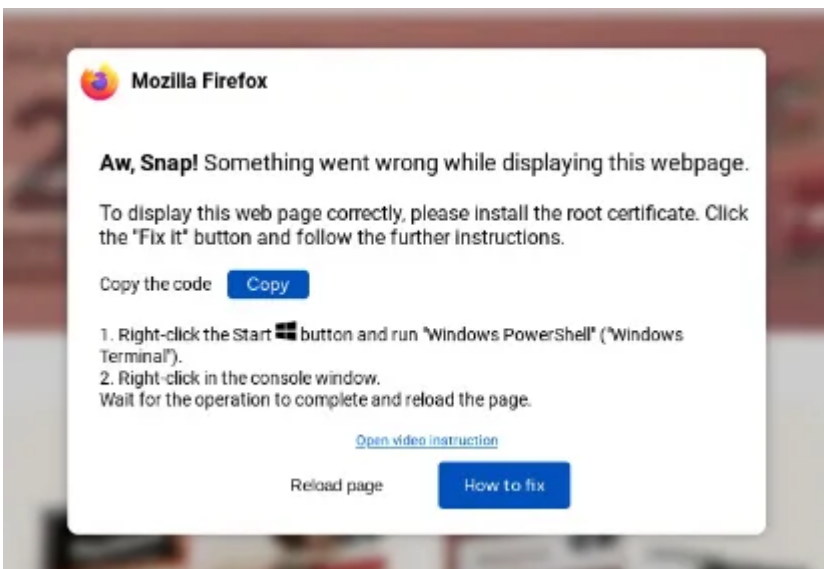 Mozilla Firefox
Aw, Snap! Something went wrong while displaying this webpage.
To display this web page correctly, please install the root certificate. Click
the "Fix it" button and follow the further instructions.
Copy the code Copy
1. Right-click the Start button and run "Windows PowerShell" ("Windows
Terminal").
2. Right-click in the console window.
Wait for the operation to complete and reload the page.
Open video instruction
Reload page How to fix